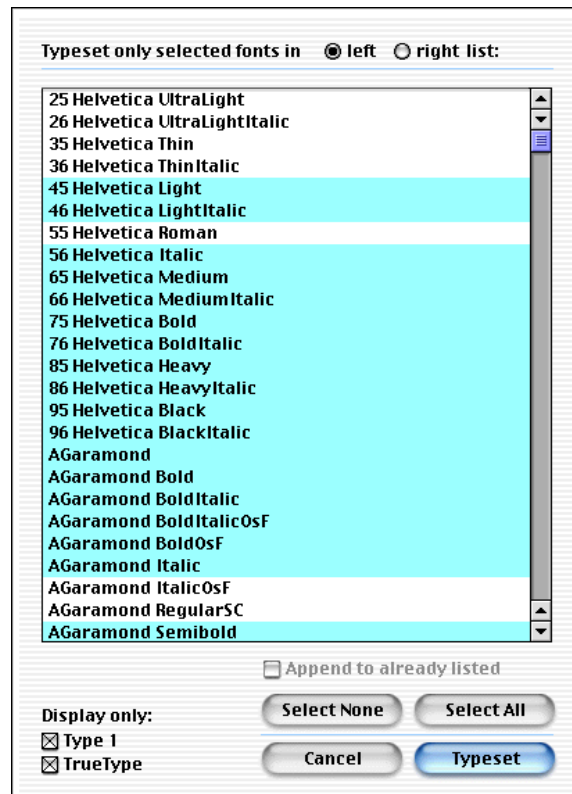 Typeset only selected fonts in left right list:
25 Helvetica UltraLight
26 Helvetica UltraLightItalic
35 Helvetica Thin
36 Helvetica ThinItalic
45 Helvetica Light
46 Helvetica LightItalic
55 Helvetica Roman
56 Helvetica Italic
65 Helvetica Medium
66 Helvetica MediumItalic
75 Helvetica Bold
76 Helvetica BoldItalic
85 Helvetica Heavy
86 Helvetica HeavyItalic
95 Helvetica Black
96 Helvetica BlackItalic
AGaramond
AGaramond Bold
AGaramond BoldItalic
AGaramond BoldItalicOsF
AGaramond BoldOsF
AGaramond Italic
AGaramond ItalicOsF
AGaramond RegularSC
AGaramond Semibold
Append to already listed
Select None Select All
Display only:
Type 1
TrueType
Cancel Typeset